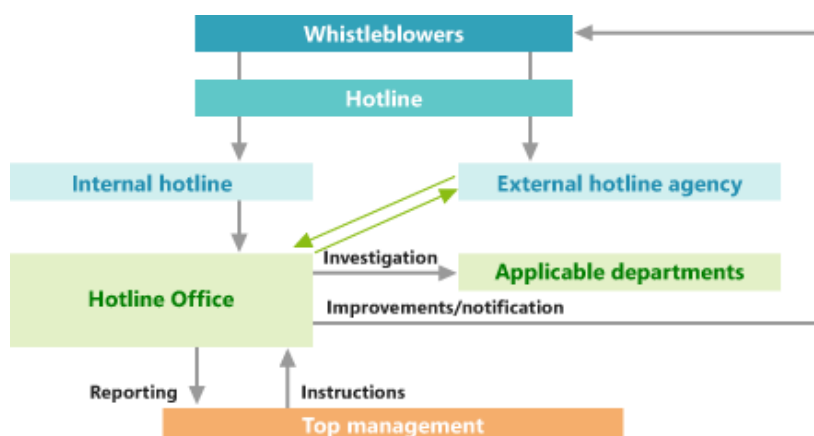 Whistleblowers
Hotline
Internal hotline
External hotline agency
Investigation
Applicable departments
Hotline Office
Improvements/notification
Reporting
Instructions
Top management